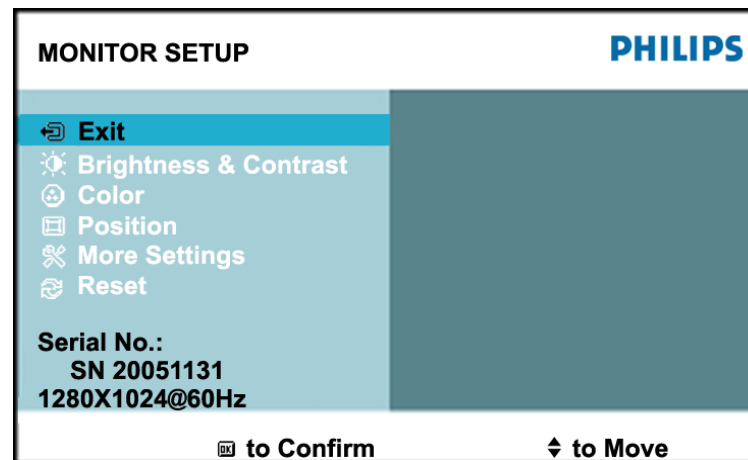 MONITOR SETUP PHILIPS
Exit
Brightness & Contrast
Color
Position
More Settings
Reset
Serial No.:
SN 20051131
1280X1024@60Hz
OK to Confirm to Move